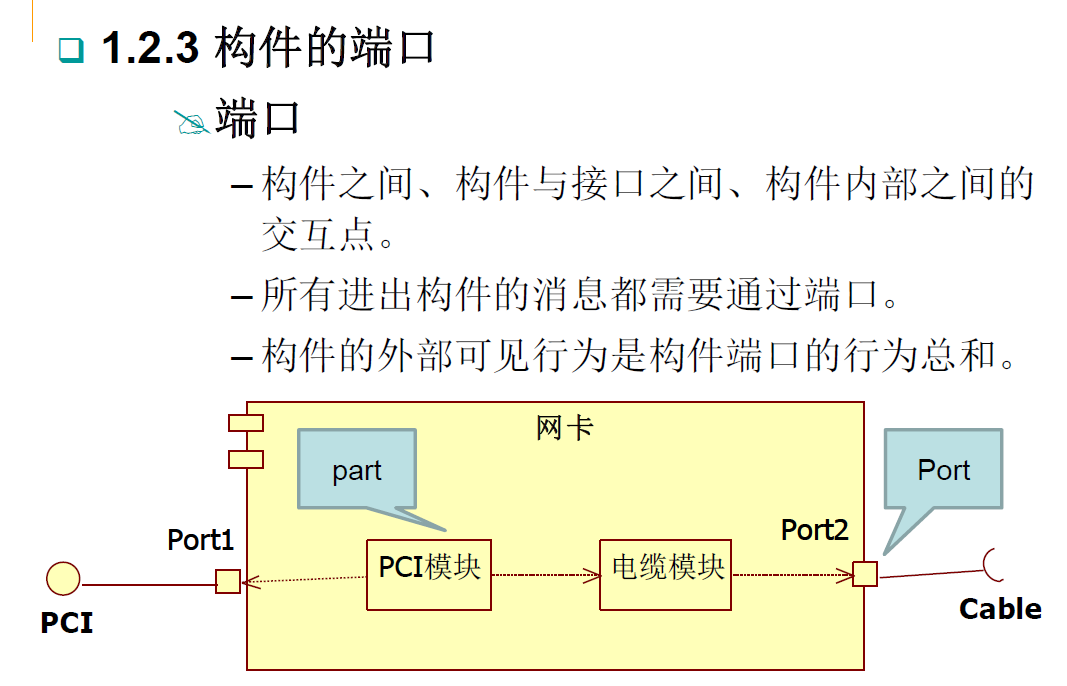 1.2.3 构件的端口
端口
–构件之间、构件与接口之间、构件内部之间的
交互点。
–所有进出构件的消息都需要通过端口。
–构件的外部可见行为是构件端口的行为总和。
网卡
part
Port
Port1
Port2
PCI模块
电缆模块
PCI
Cable